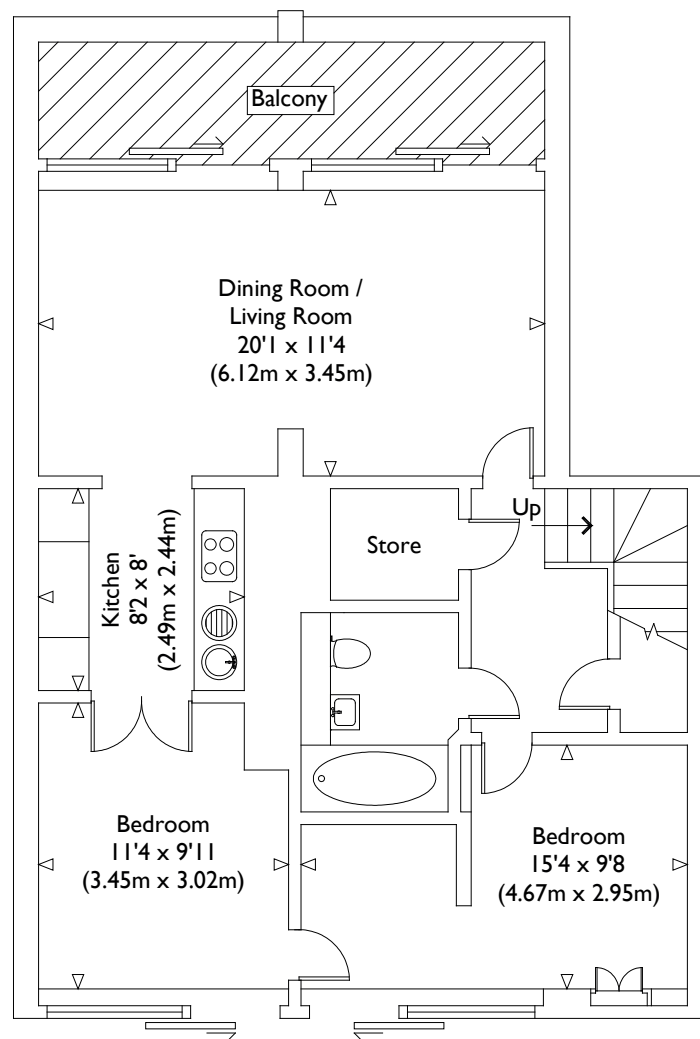 Balcony
Dining Room /
Living Room
20'1 x 11'4
(6.12m x 3.45m)
Up
Store
Kitchen
8'2 x 8'
(2.49m x 2.44m)
Bedroom
11'4 x 9'11
(3.45m x 3.02m)
Bedroom
15'4 x 9'8
(4.67m x 2.95m)